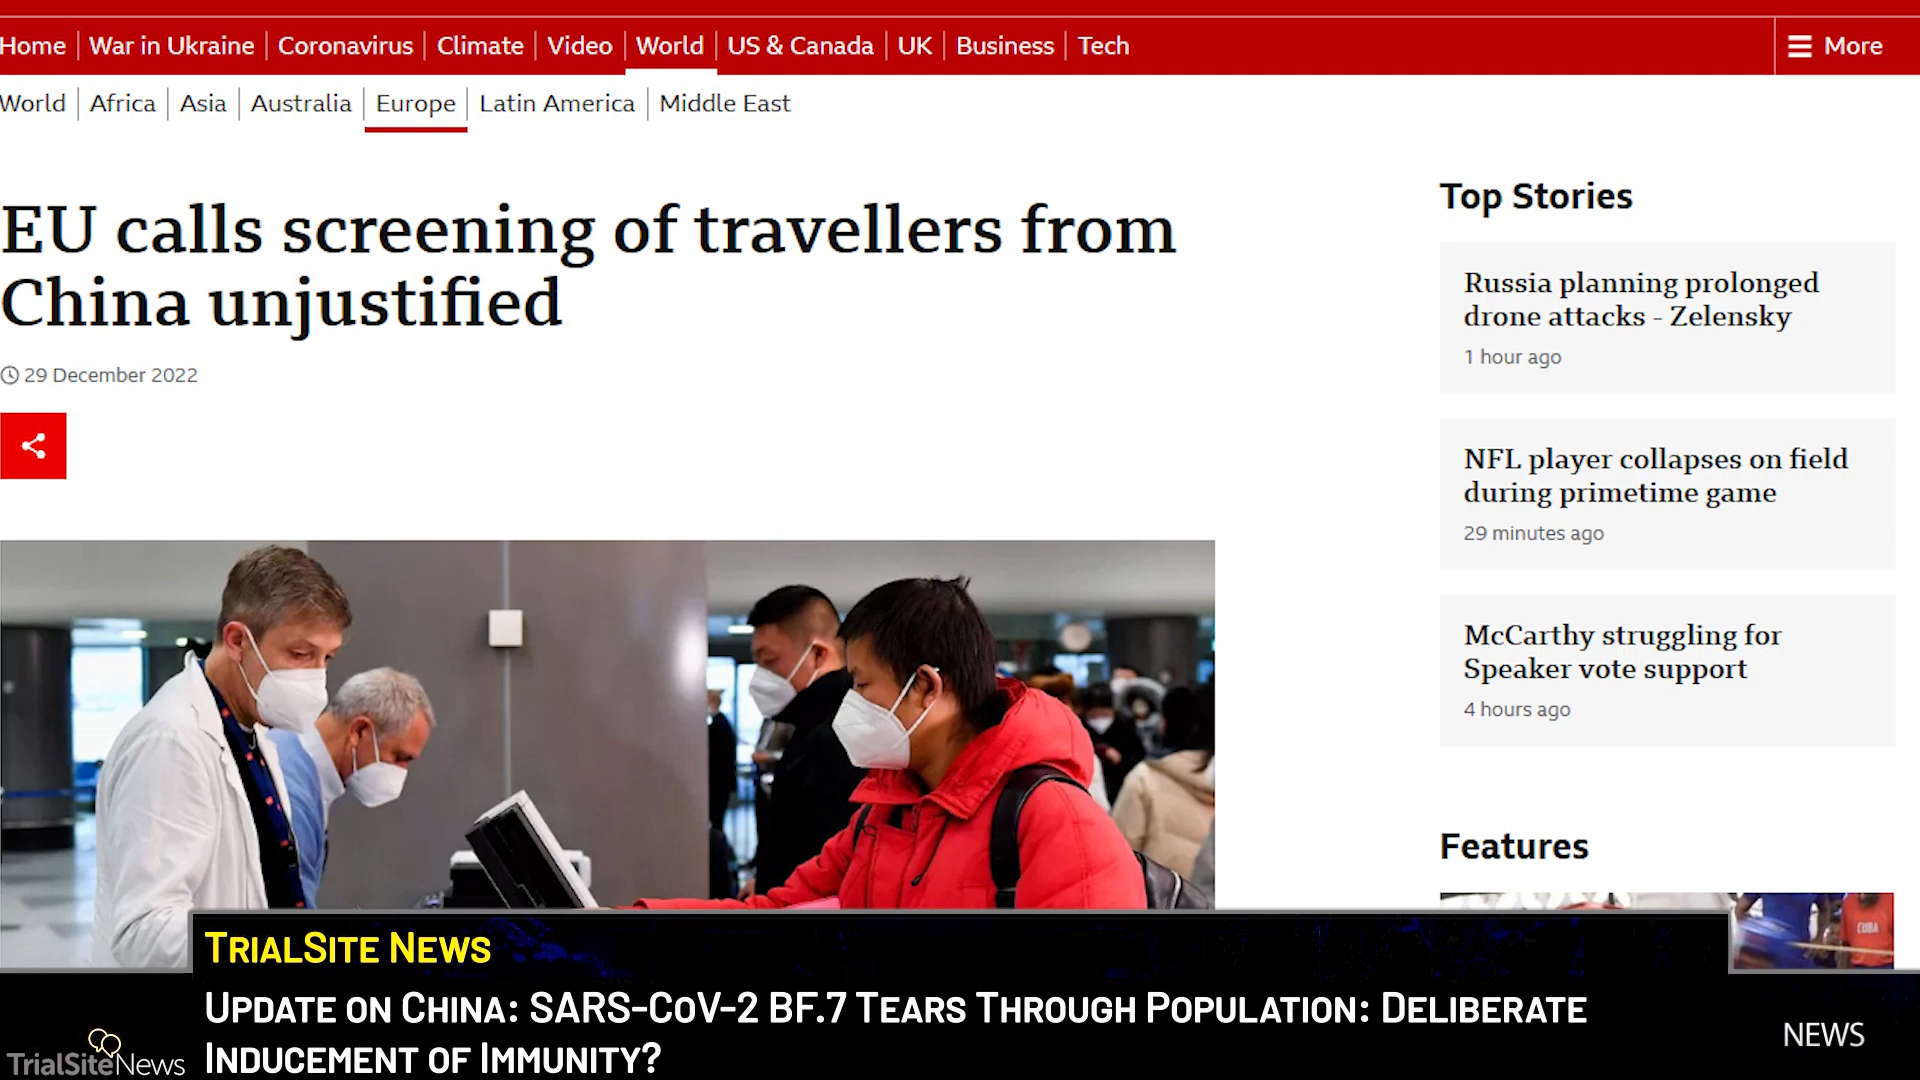 Home War in Ukraine Coronavirus Climate Video World US & Canada UK Business Tech More
World Africa Asia Australia Europe Latin America Middle East
EU calls screening of travellers from
China unjustified
29 December 2022
Top Stories
Russia planning prolonged
drone attacks - Zelensky
1 hour ago
NFL player collapses on field
during primetime game
29 minutes ago
McCarthy struggling for
Speaker vote support
4 hours ago
Features
CUBA
TrialSite News
Update on China: SARS-CoV-2 BF.7 Tears Through Population: Deliberate
Inducement of Immunity?
TrialSiteNews
NEWS